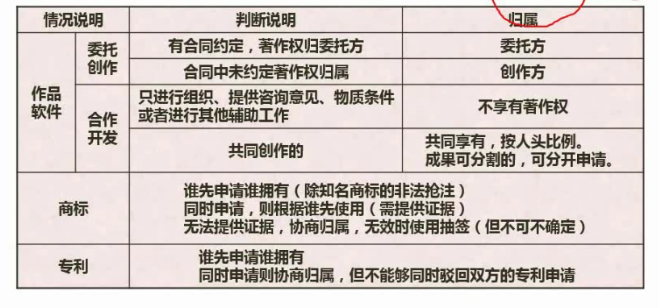 情况说明 判断说明 归属
作品
软件
委托
创作
有合同约定，著作权归委托方 委托方
合同中未约定著作权归属 创作方
合作
开发
只进行组织、提供咨询意见、物质条件
或者进行其他辅助工作
不享有著作权
共同创作的
共同享有，按人头比例。
成果可分割的，可分开申请。
商标
谁先申请谁拥有（除知名商标的非法抢注）
同时申请，则根据谁先使用（需提供证据）
无法提供证据，协商归属，无效时使用抽签（但不可不确定）
专利
谁先申请谁拥有
同时申请则协商归属，但不能够同时驳回双方的专利申请